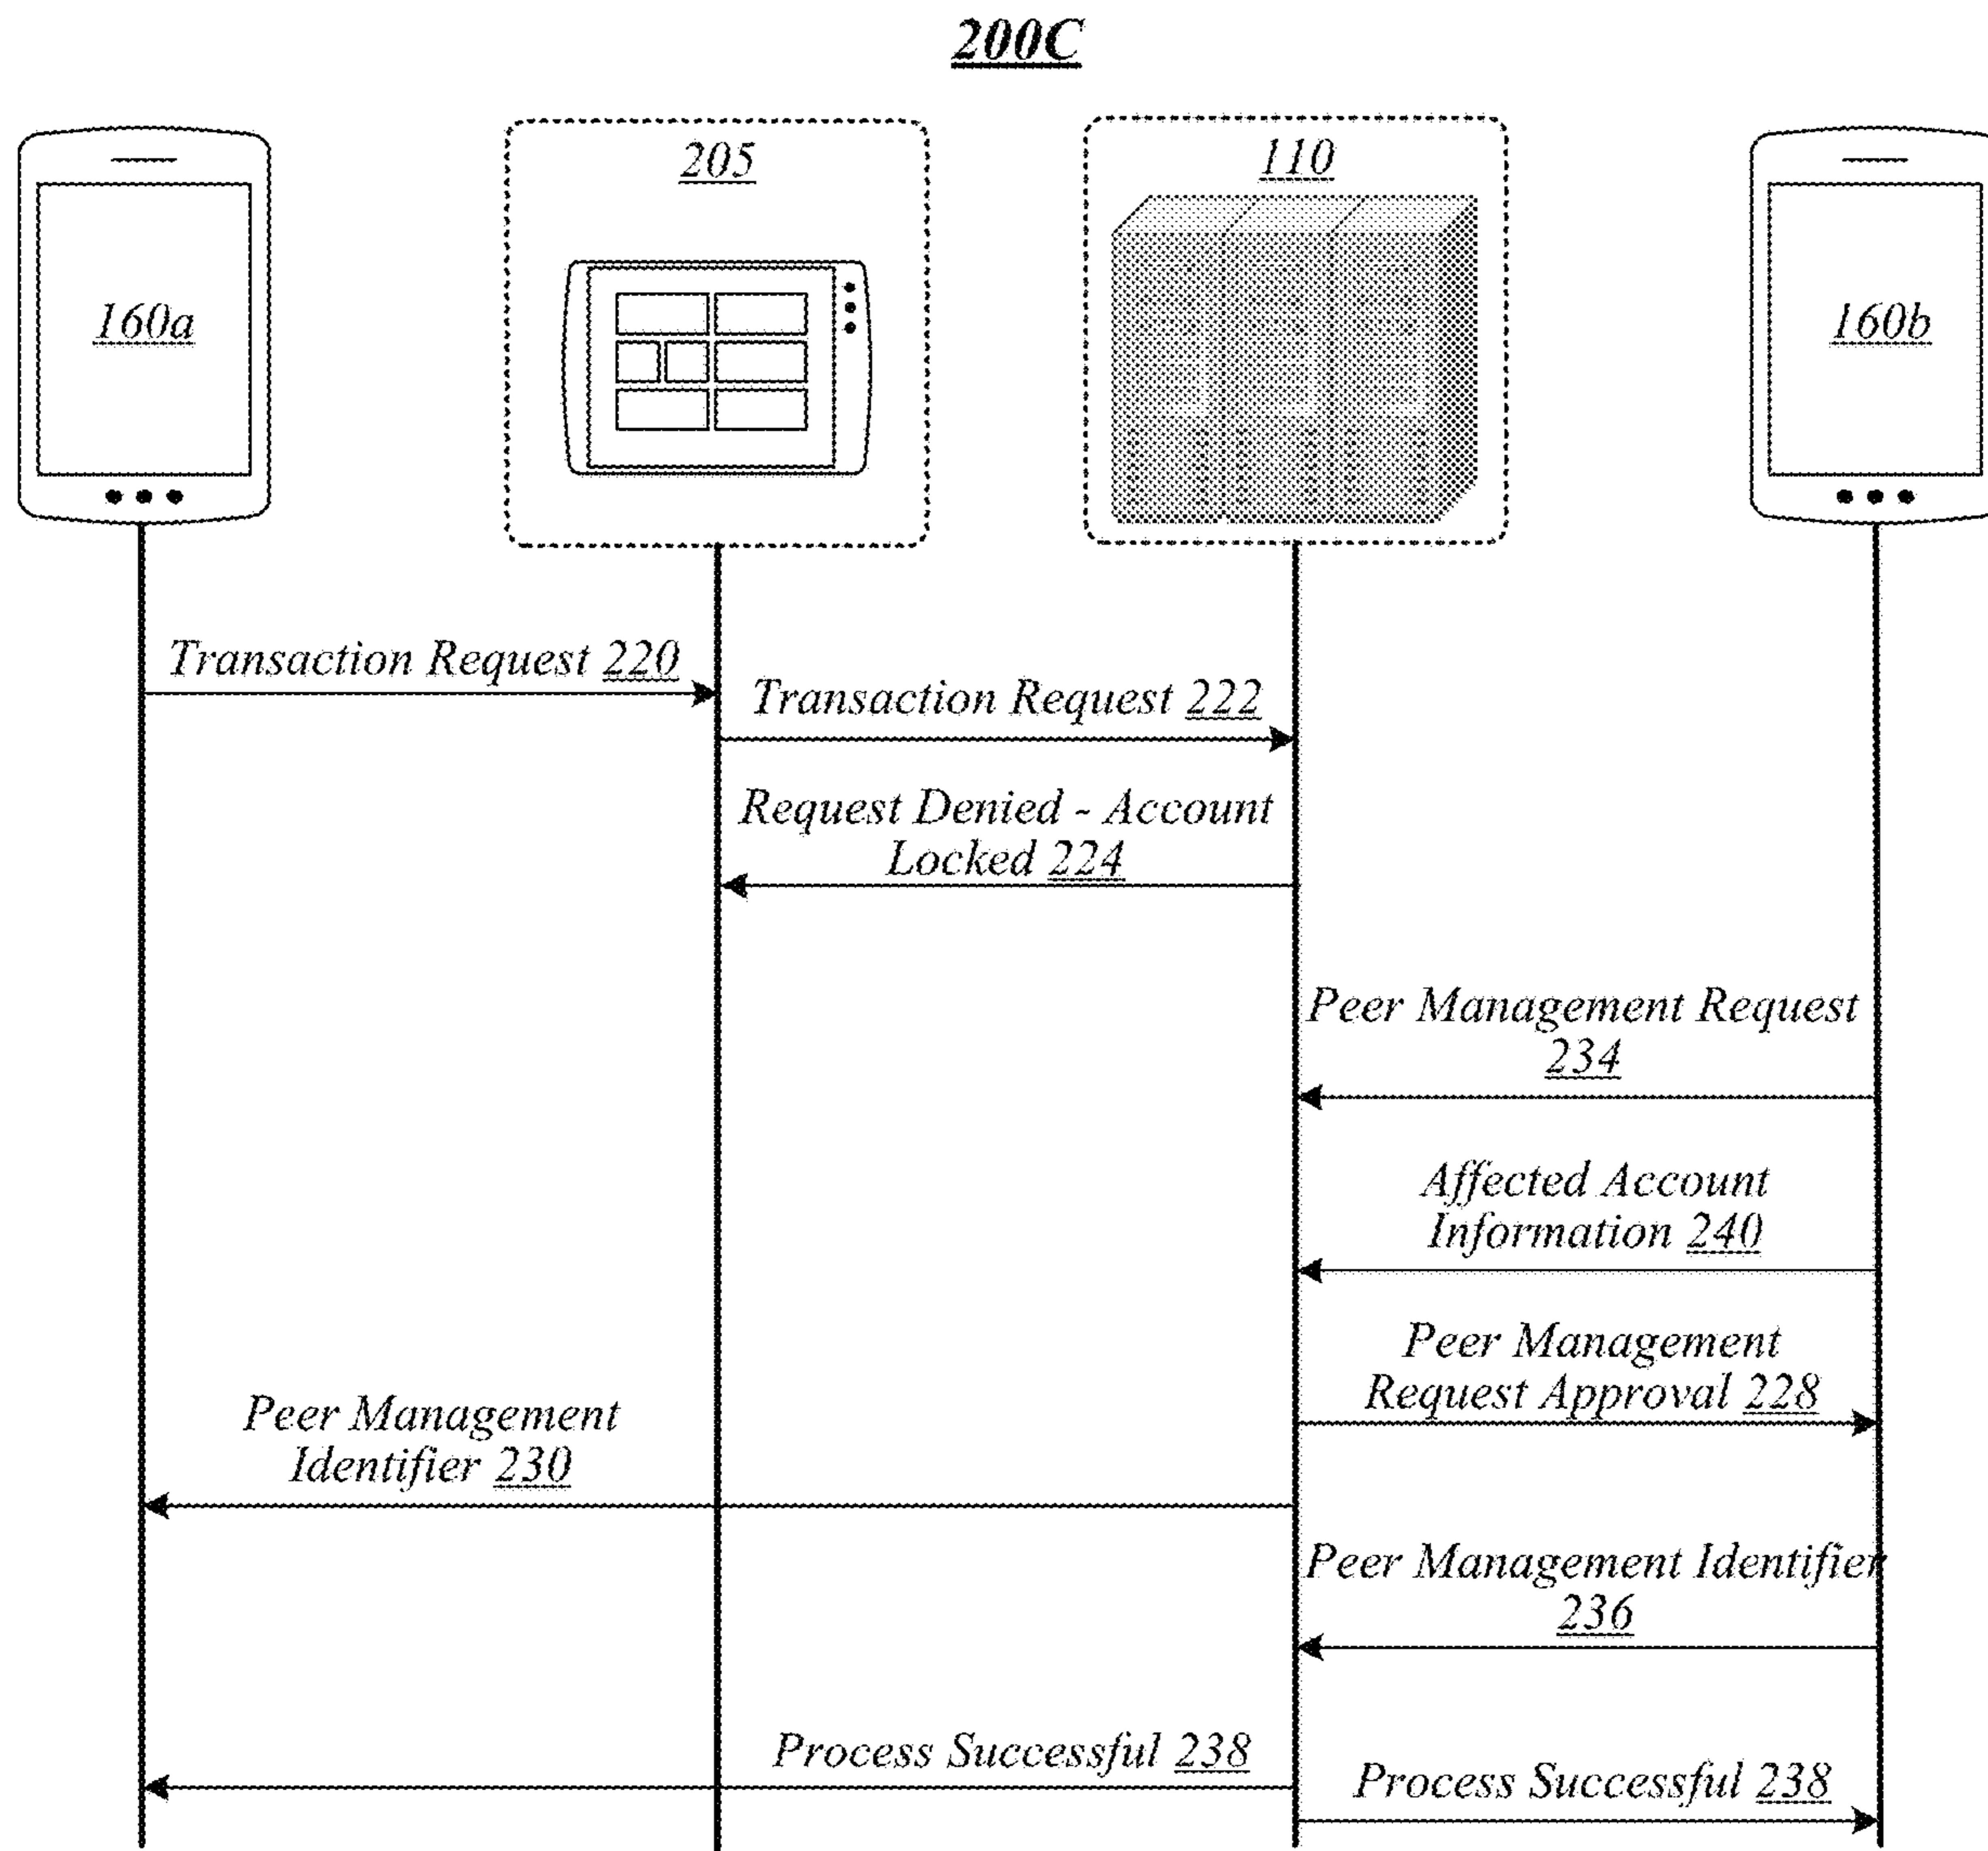 200C
160a
205
110
160b
Transaction Request 220
Transaction Request 222
Request Denied - Account
Locked 224
Peer Management Request
234
Affected Account
Information 240
Peer Management
Request Approval 228
Peer Management
Identifier 230
Peer Management Identifier
236
Process Successful 238
Process Successful 238